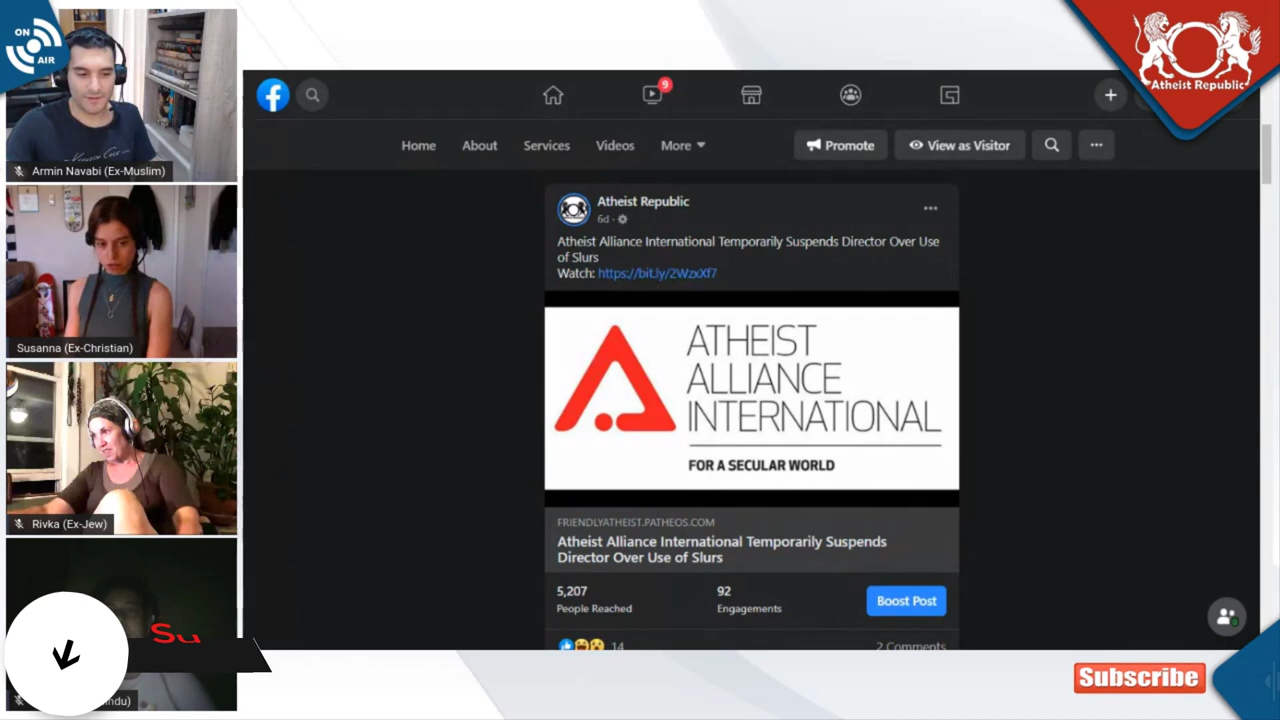 ON
AIR
Armin Navabi (Ex-Muslim)
Susanna (Ex-Christian)
Rivka (Ex-Jew)
Su
ndu)
9
Home
About
Services
Videos
More
Promote
View as Visitor
Atheist Republic
6d
Atheist Alliance International Temporarily Suspends Director Over Use
of Slurs
Watch: https://bit.ly/2WzxXf7
ATHEIST
ALLIANCE
INTERNATIONAL
FOR A SECULAR WORLD
FRIENDLYATHEIST.PATHEOS.COM
Atheist Alliance International Temporarily Suspends
Director Over Use of Slurs
5,207
People Reached
92
Engagements
Boost Post
14
2 Comments
Atheist Republic
Subscribe